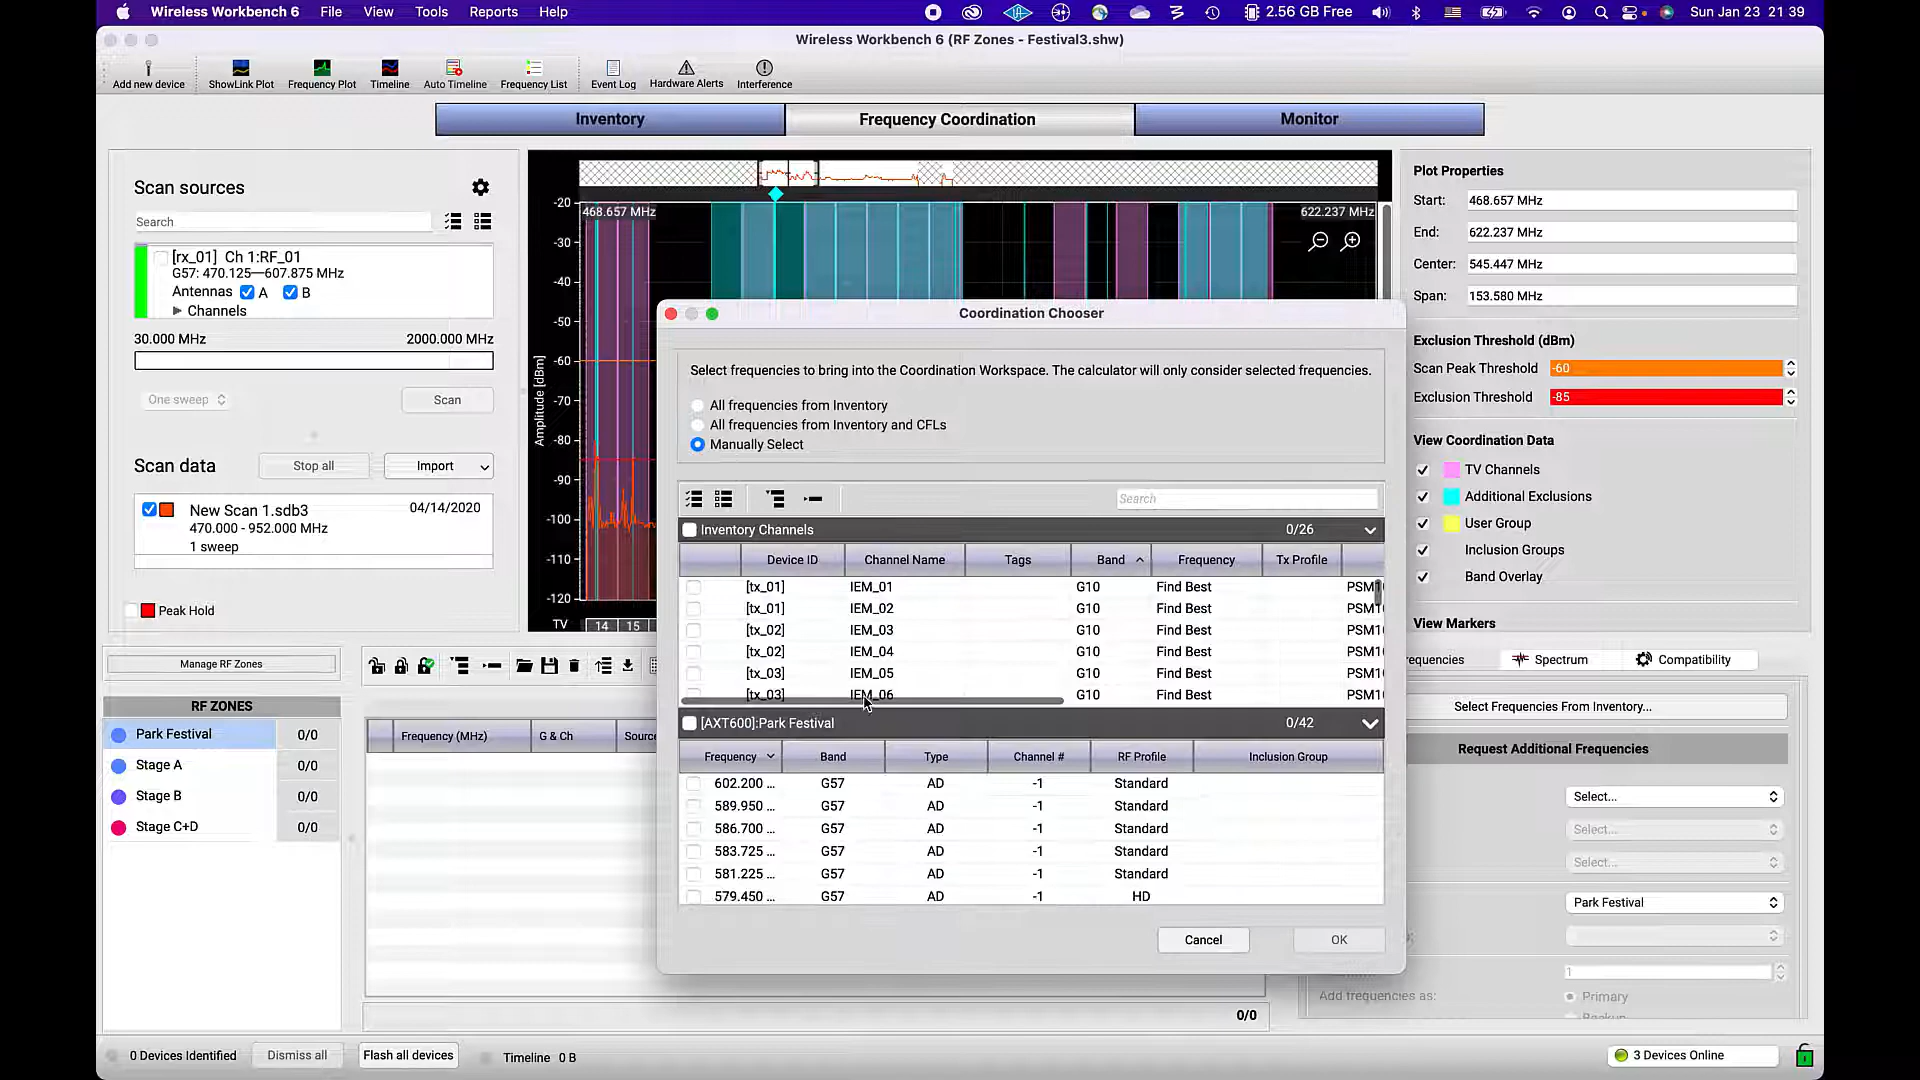 Wireless Workbench 6 File View Tools Reports Help 2.56 GB Free Sun Jan 23 21 39
Wireless Workbench 6 (RF Zones - Festival3.shw)
Add new device ShowLink Plot Frequency Plot Timeline Auto Timeline Frequency List Event Log Hardware Alerts Interference
Inventory Frequency Coordination Monitor
Scan sources
Search
[rx_01] Ch 1:RF_01
G57: 470.125—607.875 MHz
Antennas A B
Channels
30.000 MHz 2000.000 MHz
One sweep Scan
Scan data Stop all Import
New Scan 1.sdb3 04/14/2020
470.000 - 952.000 MHz
1 sweep
Peak Hold
468.657 MHz 622.237 MHz
Amplitude [dBm]
-20
-30
-40
-50
-60
-70
-80
-90
-100
-110
-120
TV 14 15
Plot Properties
Start: 468.657 MHz
End: 622.237 MHz
Center: 545.447 MHz
Span: 153.580 MHz
Exclusion Threshold (dBm)
Scan Peak Threshold -60
Exclusion Threshold -85
View Coordination Data
TV Channels
Additional Exclusions
User Group
Inclusion Groups
Band Overlay
View Markers
Coordination Chooser
Select frequencies to bring into the Coordination Workspace. The calculator will only consider selected frequencies.
All frequencies from Inventory
All frequencies from Inventory and CFLs
Manually Select
Search
Inventory Channels 0/26
Device ID Channel Name Tags Band Frequency Tx Profile
[tx_01] IEM_01 G10 Find Best PSM1
[tx_01] IEM_02 G10 Find Best PSM1
[tx_02] IEM_03 G10 Find Best PSM1
[tx_02] IEM_04 G10 Find Best PSM1
[tx_03] IEM_05 G10 Find Best PSM1
[tx_03] IEM_06 G10 Find Best PSM1
[AXT600]:Park Festival 0/42
Frequency Band Type Channel # RF Profile Inclusion Group
602.200 ... G57 AD -1 Standard
589.950 ... G57 AD -1 Standard
586.700 ... G57 AD -1 Standard
583.725 ... G57 AD -1 Standard
581.225 ... G57 AD -1 Standard
579.450 ... G57 AD -1 HD
Cancel OK
Manage RF Zones
RF ZONES
Park Festival 0/0
Stage A 0/0
Stage B 0/0
Stage C+D 0/0
Frequency (MHz) G & Ch Source
0/0
requencies Spectrum Compatibility
Select Frequencies From Inventory...
Request Additional Frequencies
Select...
Select...
Select...
Park Festival
1
Add frequencies as: Primary
Backup
0 Devices Identified Dismiss all Flash all devices Timeline 0 B 3 Devices Online